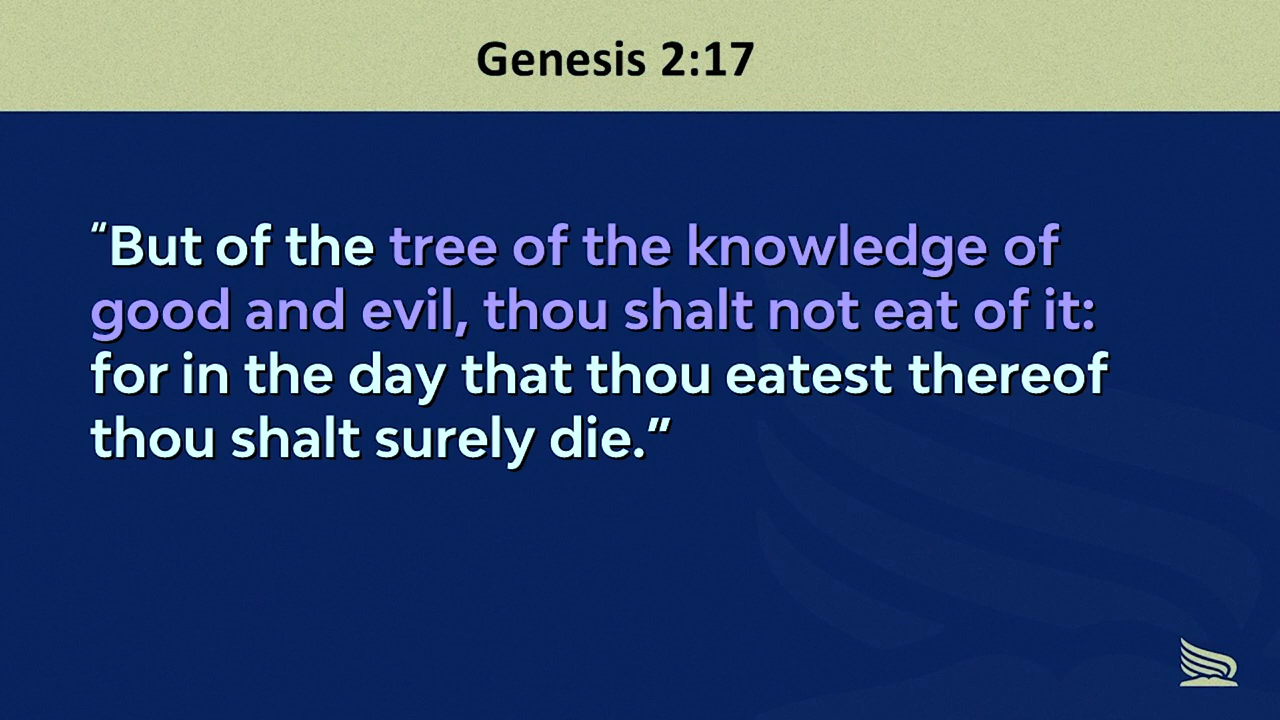 Genesis 2:17
“But of the tree of the knowledge of
good and evil, thou shalt not eat of it:
for in the day that thou eatest thereof
thou shalt surely die.”